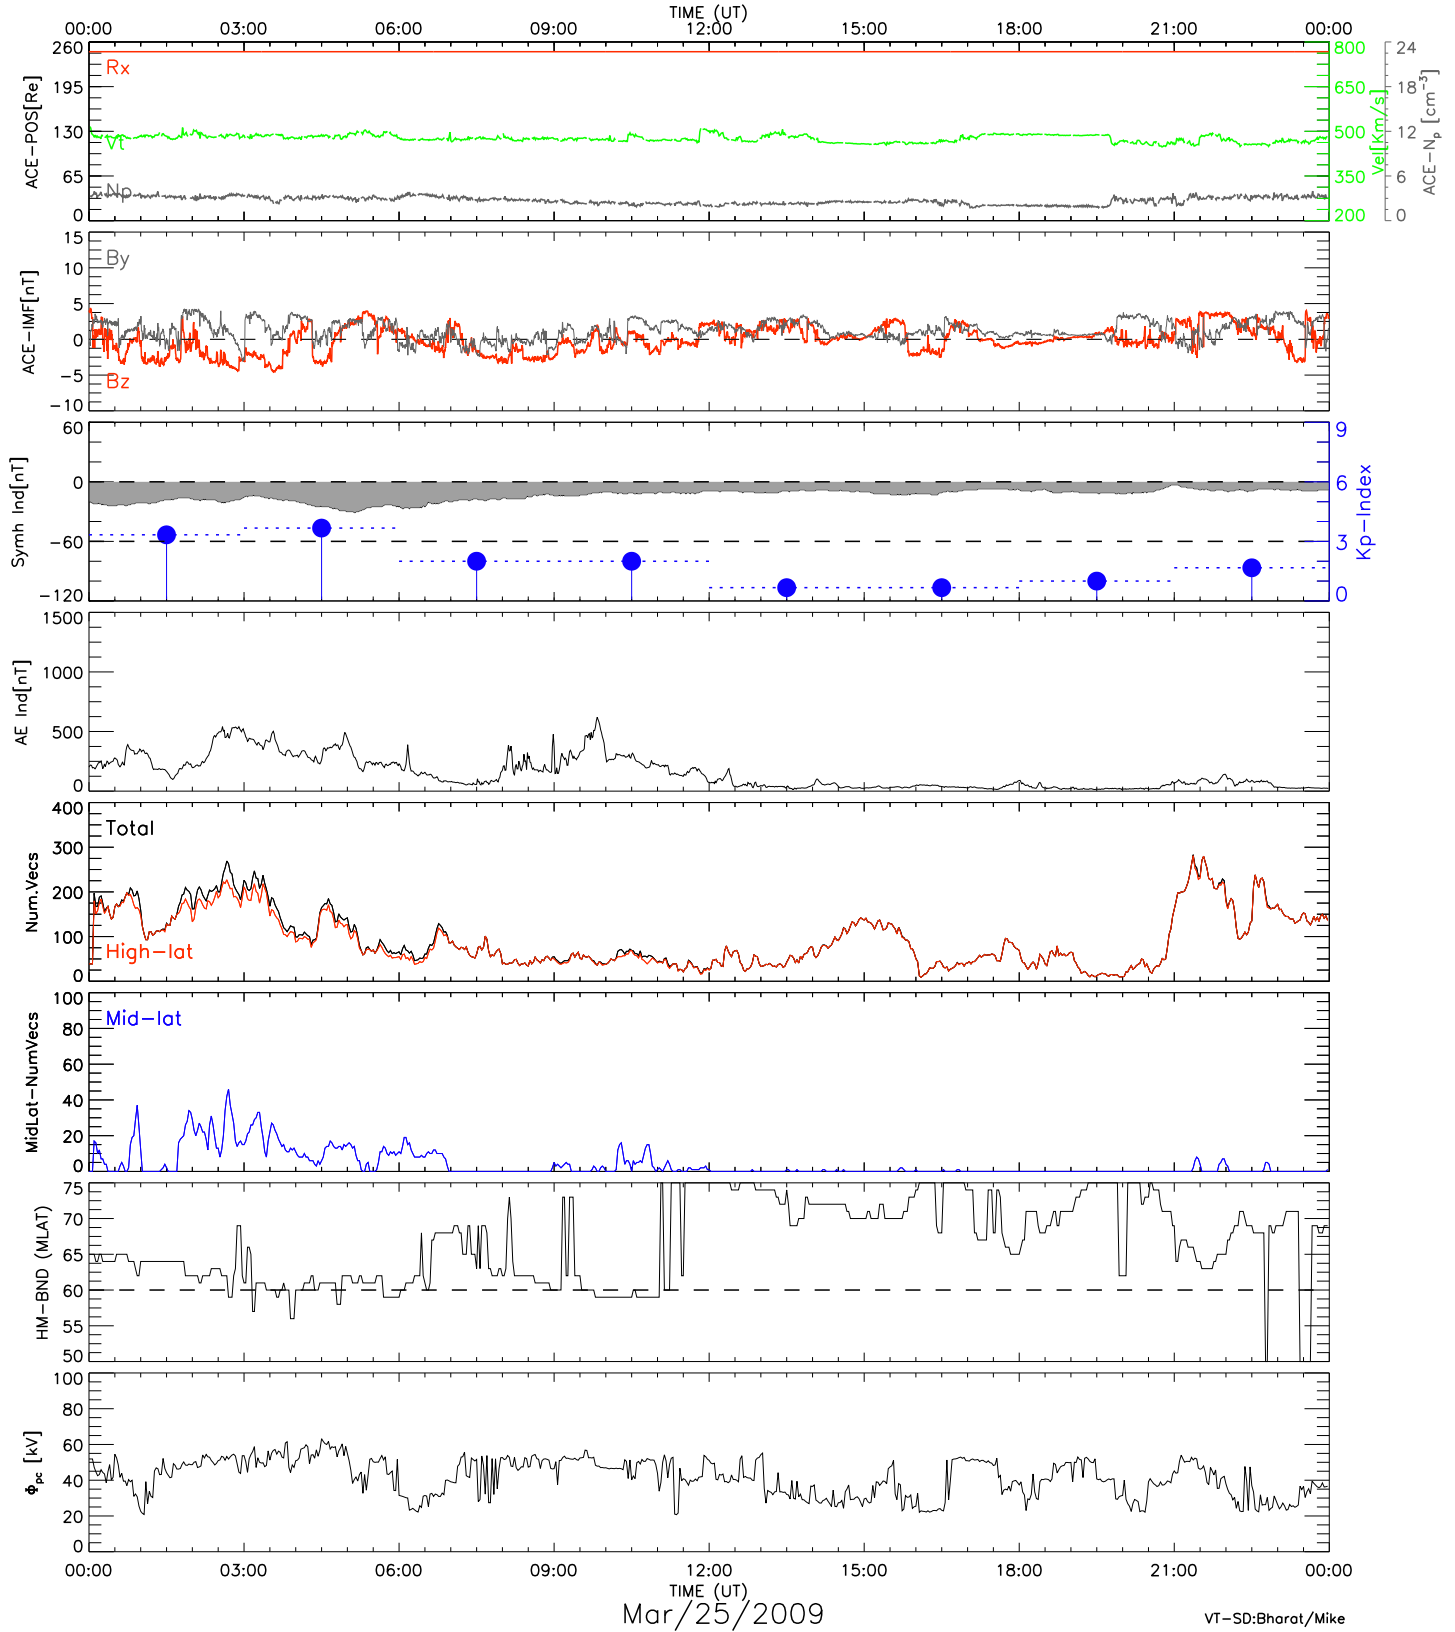 TIME (UT)
00:00 03:00 06:00 09:00 12:00 15:00 18:00 21:00 00:00
260 195 130 65 0
ACE-POS[Re]
Rx
Vt
Np
800 650 500 350 200
Vel[Km/s]
24 18 12 6 0
ACE-Np [cm-3]
15 10 5 0 -5 -10
ACE-IMF[nT]
By
Bz
60 0 -60 -120
Symh Ind[nT]
9 6 3 0
Kp-Index
1500 1000 500 0
AE Ind[nT]
400 300 200 100 0
Num.Vecs
Total
High-lat
100 80 60 40 20 0
MidLat-NumVecs
Mid-lat
75 70 65 60 55 50
HM-BND (MLAT)
100 80 60 40 20 0
Φpc [kV]
00:00 03:00 06:00 09:00 12:00 15:00 18:00 21:00 00:00
TIME (UT)
Mar/25/2009
VT-SD:Bharat/Mike